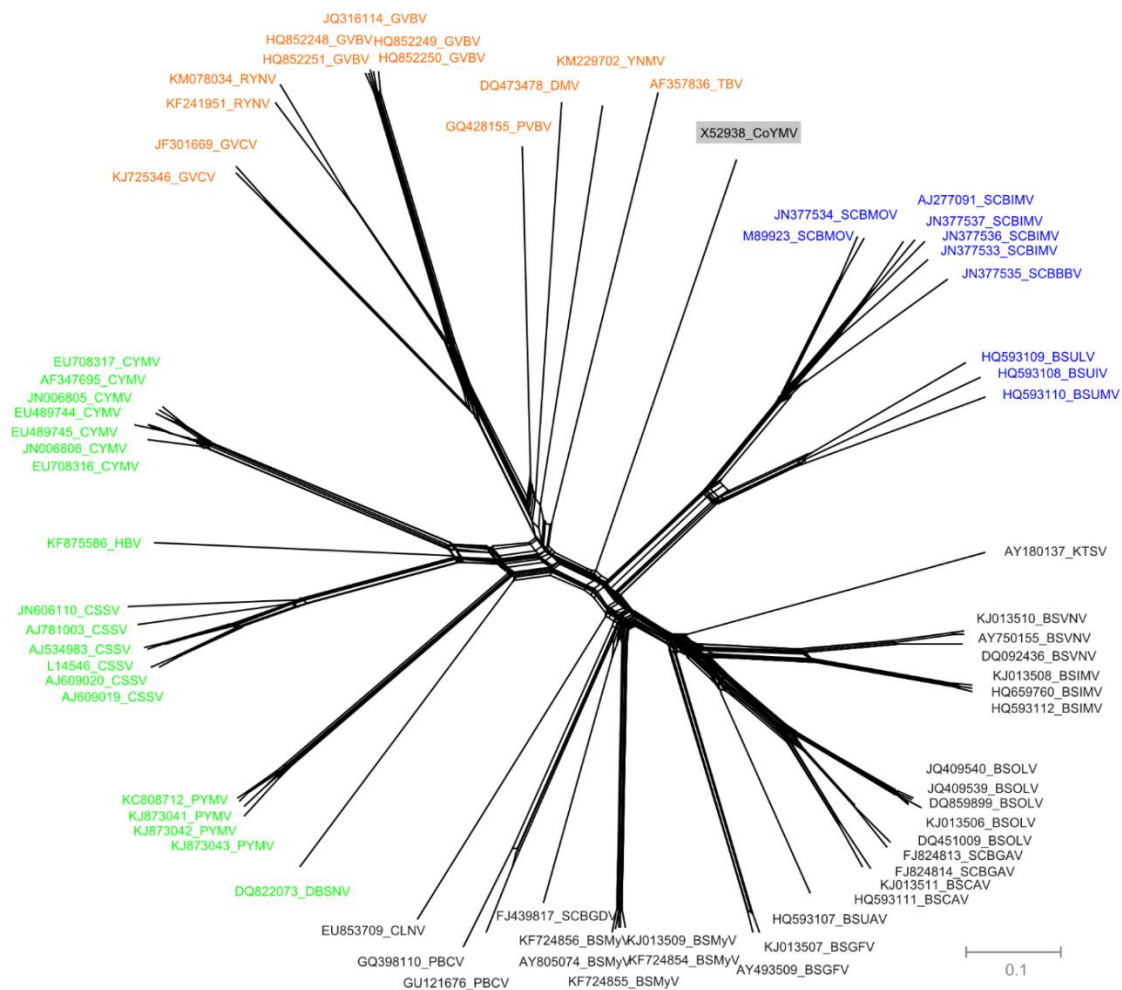 JQ316114_GVBV
HQ852248_GVBV
HQ852249_GVBV
HQ852251_GVBV
HQ852250_GVBV
KM078034_RYNV
KF241951_RYNV
JF301669_GVCV
KJ725346_GVCV
KM229702_YNMV
DQ473478_DMV
AF357836_TBV
GQ428155_PVBV
X52938_CoYMV
AJ277091_SCBIMV
JN377534_SCBMOV
JN377537_SCBIMV
M89923_SCBMOV
JN377536_SCBIMV
JN377533_SCBIMV
JN377535_SCBBBV
HQ593109_BSULV
HQ593108_BSUIV
HQ593110_BSUMV
EU708317_CYMV
AF347695_CYMV
JN006805_CYMV
EU489744_CYMV
EU489745_CYMV
JN006806_CYMV
EU708316_CYMV
KF875586_HBV
JN606110_CSSV
AJ781003_CSSV
AJ534983_CSSV
L14546_CSSV
AJ609020_CSSV
AJ609019_CSSV
AY180137_KTSV
KJ013510_BSVNV
AY750155_BSVNV
DQ092436_BSVNV
KJ013508_BSIMV
HQ659760_BSIMV
HQ593112_BSIMV
KC808712_PYMV
KJ873041_PYMV
KJ873042_PYMV
KJ873043_PYMV
DQ822073_DBSNV
JQ409540_BSOLV
JQ409539_BSOLV
DQ859899_BSOLV
KJ013506_BSOLV
DQ451009_BSOLV
FJ824813_SCBGAV
FJ824814_SCBGAV
KJ013511_BSCAV
HQ593111_BSCAV
HQ593107_BSUAV
EU853709_CLNV
GQ398110_PBCV
GU121676_PBCV
FJ439817_SCBGDV
KF724856_BSMyV
KJ013509_BSMyV
AY805074_BSMyV
KF724854_BSMyV
KF724855_BSMyV
KJ013507_BSGFV
AY493509_BSGFV
0.1